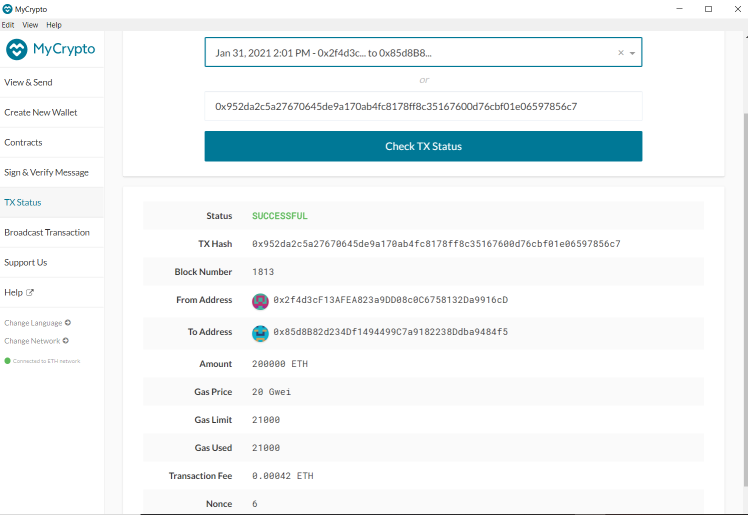 MyCrypto
Edit View Help
MyCrypto
View & Send
Create New Wallet
Contracts
Sign & Verify Message
TX Status
Broadcast Transaction
Support Us
Help
Change Language
Change Network
Connected to ETH network
Jan 31, 2021 2:01 PM - 0x2f4d3c... to 0x85d8B8...
or
0x952da2c5a27670645de9a170ab4fc8178ff8c35167600d76cbf01e06597856c7
Check TX Status
Status SUCCESSFUL
TX Hash 0x952da2c5a27670645de9a170ab4fc8178ff8c35167600d76cbf01e06597856c7
Block Number 1813
From Address 0x2f4d3cF13AFEA823a9DD08c0C6758132Da9916cD
To Address 0x85d8B82d234Df1494499C7a9182238Ddba9484f5
Amount 200000 ETH
Gas Price 20 Gwei
Gas Limit 21000
Gas Used 21000
Transaction Fee 0.00042 ETH
Nonce 6